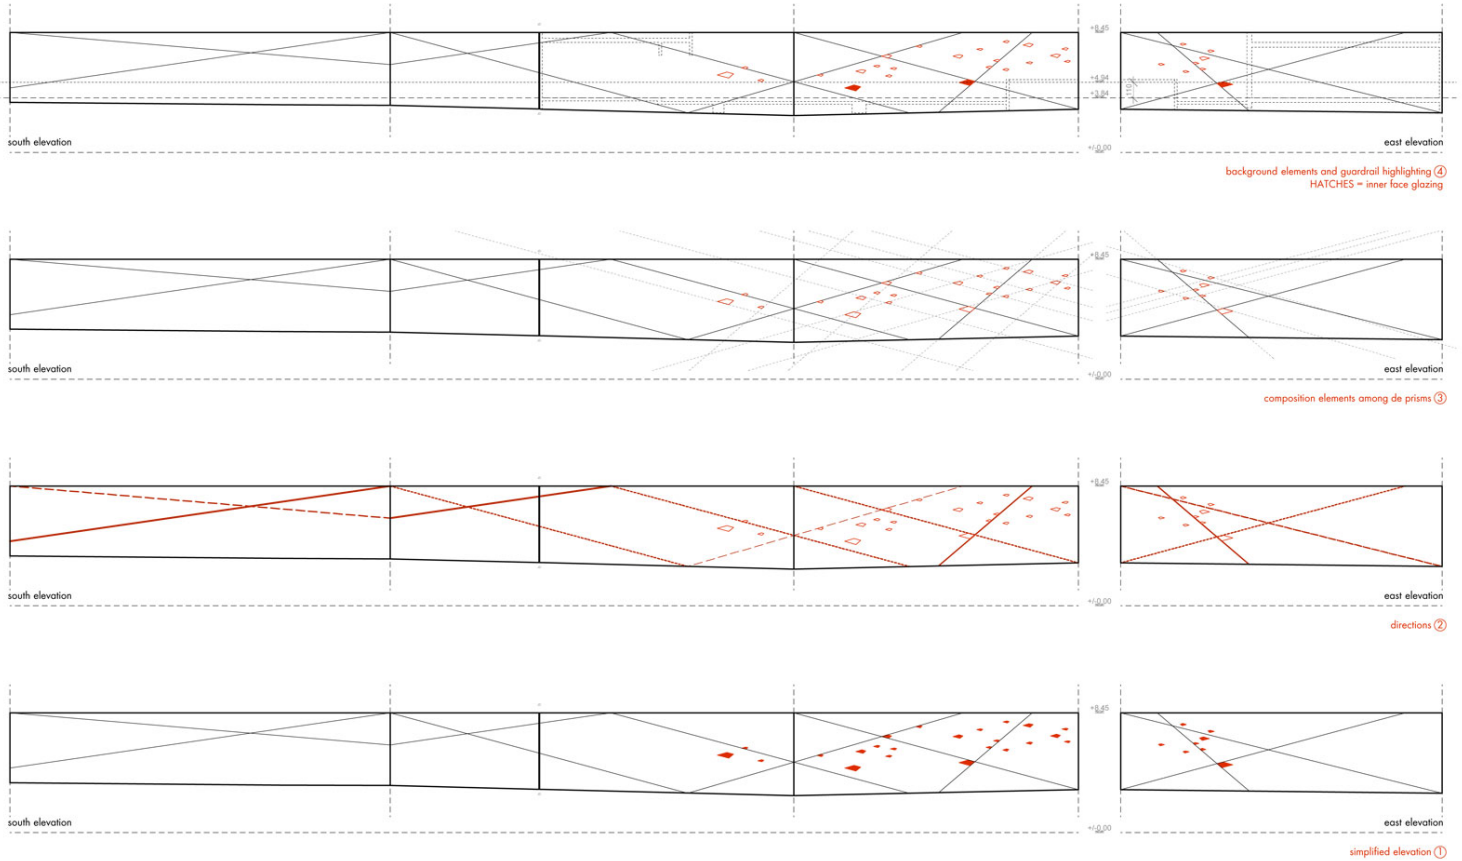 +8,45
+4,94
110
+3,84
+/-0,00
south elevation
east elevation
background elements and guardrail highlighting 4
HATCHES = inner face glazing
+8,45
+/-0,00
south elevation
east elevation
composition elements among de prisms 3
+8,45
+/-0,00
south elevation
east elevation
directions 2
+8,45
+/-0,00
south elevation
east elevation
simplified elevation 1